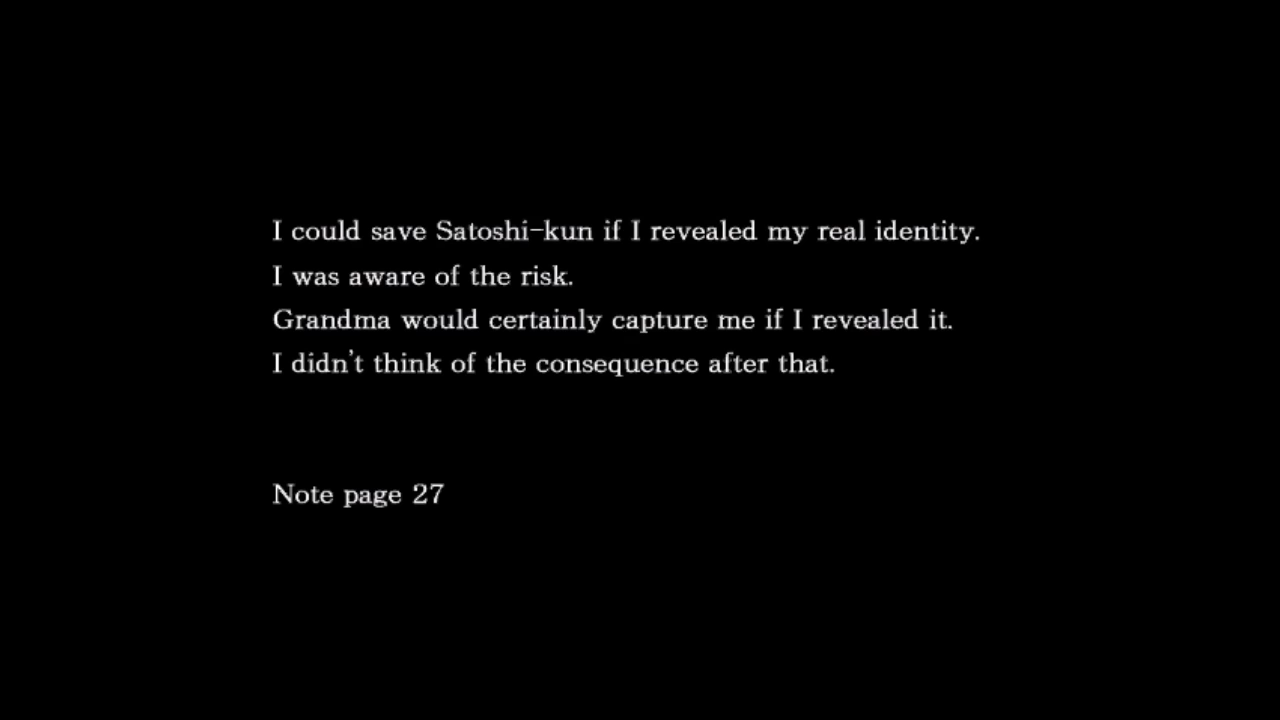 I could save Satoshi-kun if I revealed my real identity.
I was aware of the risk.
Grandma would certainly capture me if I revealed it.
I didn't think of the consequence after that.
Note page 27